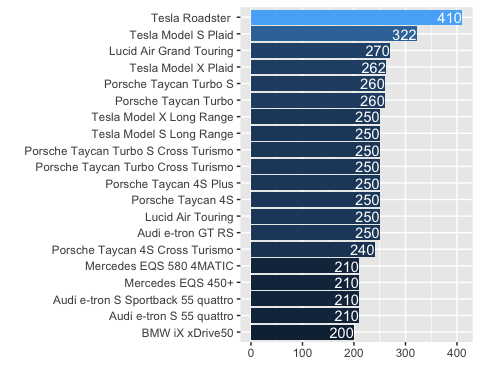 Tesla Roadster 410
Tesla Model S Plaid 322
Lucid Air Grand Touring 270
Tesla Model X Plaid 262
Porsche Taycan Turbo S 260
Porsche Taycan Turbo 260
Tesla Model X Long Range 250
Tesla Model S Long Range 250
Porsche Taycan Turbo S Cross Turismo 250
Porsche Taycan Turbo Cross Turismo 250
Porsche Taycan 4S Plus 250
Porsche Taycan 4S 250
Lucid Air Touring 250
Audi e-tron GT RS 250
Porsche Taycan 4S Cross Turismo 240
Mercedes EQS 580 4MATIC 210
Mercedes EQS 450+ 210
Audi e-tron S Sportback 55 quattro 210
Audi e-tron S 55 quattro 210
BMW iX xDrive50 200
0 100 200 300 400